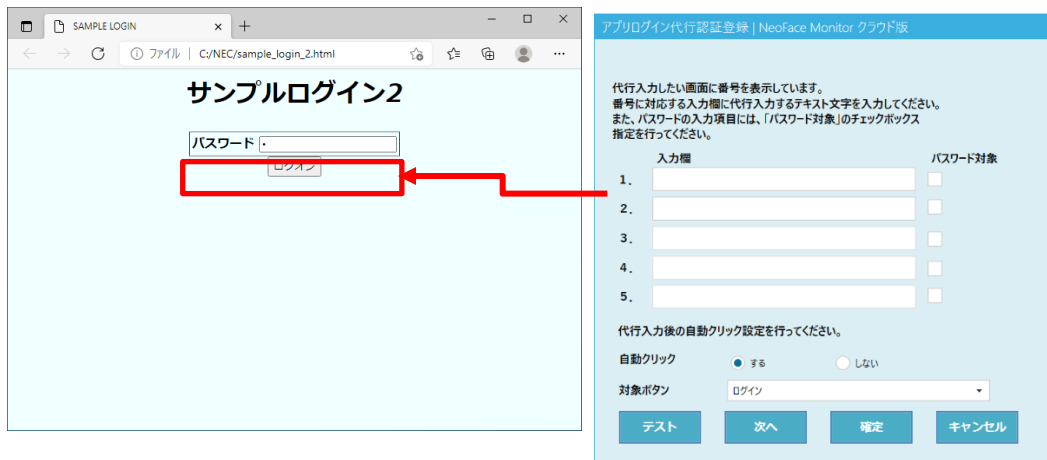 SAMPLE LOGIN
ファイル
C:/NEC/sample_login_2.html
サンプルログイン2
パスワード
ログイン
アプリログイン代行認証登録 | NeoFace Monitor クラウド版
代行入力したい画面に番号を表示しています。
番号に対応する入力欄に代行入力するテキスト文字を入力してください。
また、パスワードの入力項目には、「パスワード対象」のチェックボックス
指定を行ってください。
入力欄 パスワード対象
1.
2.
3.
4.
5.
代行入力後の自動クリック設定を行ってください。
自動クリック する しない
対象ボタン ログイン
テスト 次へ 確定 キャンセル